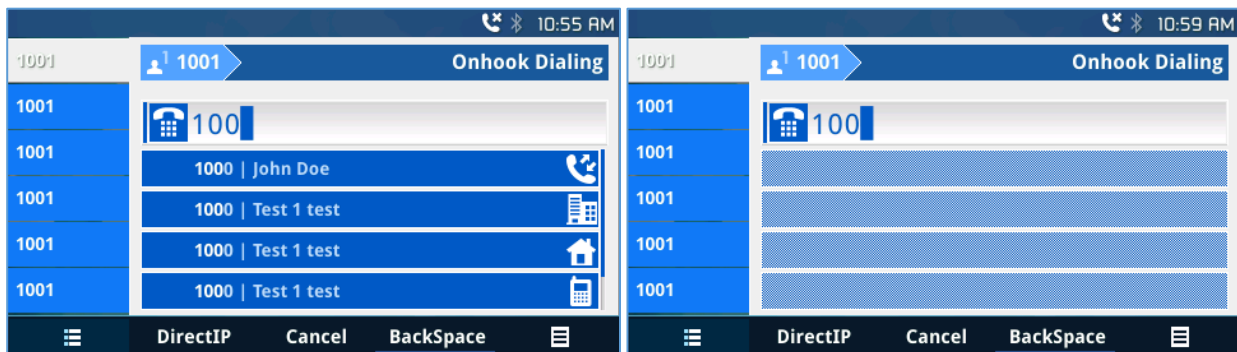 10:55 AM
1001
1 1001
Onhook Dialing
1001
100
1001
1000 | John Doe
1001
1000 | Test 1 test
1001
1000 | Test 1 test
1001
1000 | Test 1 test
DirectIP
Cancel
BackSpace
10:59 AM
1001
1 1001
Onhook Dialing
1001
100
1001
1001
1001
1001
DirectIP
Cancel
BackSpace